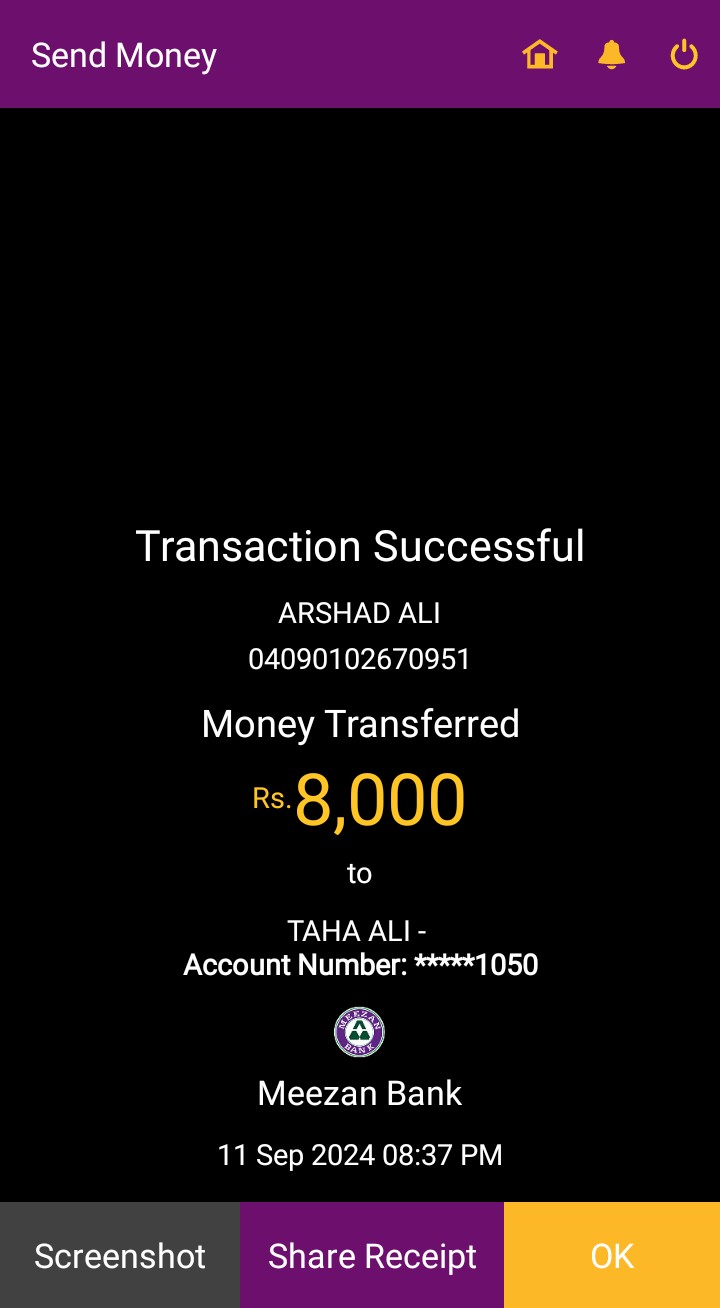 Send Money
Transaction Successful
ARSHAD ALI
04090102670951
Money Transferred
Rs.8,000
to
TAHA ALI -
Account Number: *****1050
MEEZAN
BANK
Meezan Bank
11 Sep 2024 08:37 PM
Screenshot Share Receipt OK